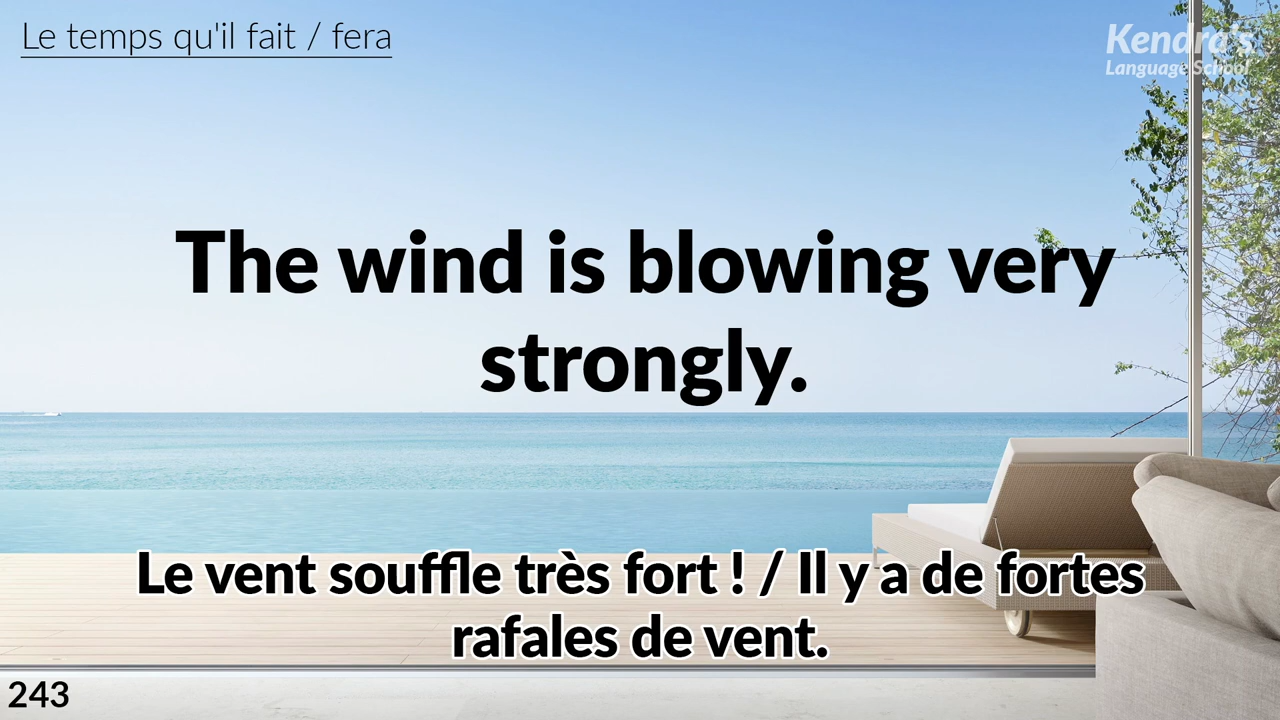 Le temps qu'il fait / fera
Kendra's
Language School
The wind is blowing very
strongly.
Le vent souffle très fort ! / Il y a de fortes
rafales de vent.
243